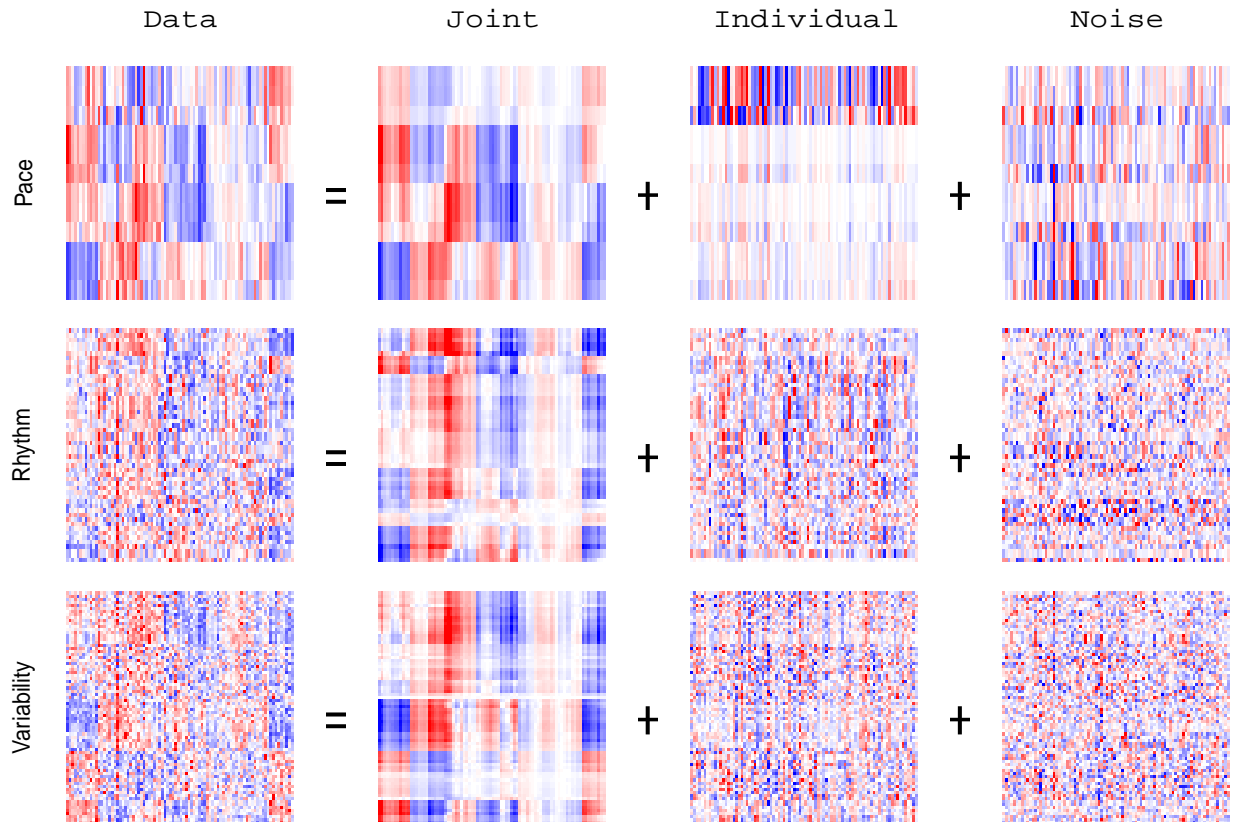 Data Joint Individual Noise
Pace = + +
Rhythm = + +
Variability = + +